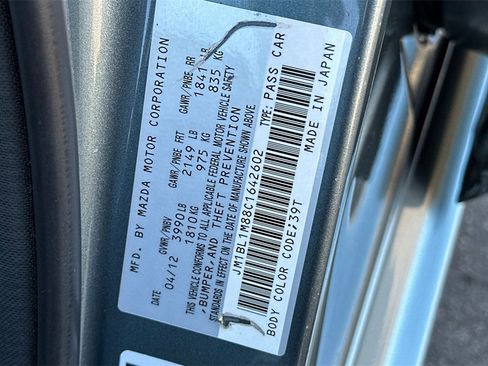 MFD. BY MAZDA MOTOR CORPORATION
DATE GVWR/PNBV GAWR/PNBE FRT GAWR/PNBE RR
04/12 3990LB 2149 LB 1841 LB
1810KG 975 KG 835 KG
THIS VEHICLE CONFORMS TO ALL APPLICABLE FEDERAL MOTOR VEHICLE SAFETY
,BUMPER,AND THEFT PREVENTION
STANDARDS IN EFFECT ON THE DATE OF MANUFACTURE SHOWN ABOVE
JM1BL1M88C1642602 TYPE: PASS CAR
BODY COLOR CODE;39T MADE IN JAPAN